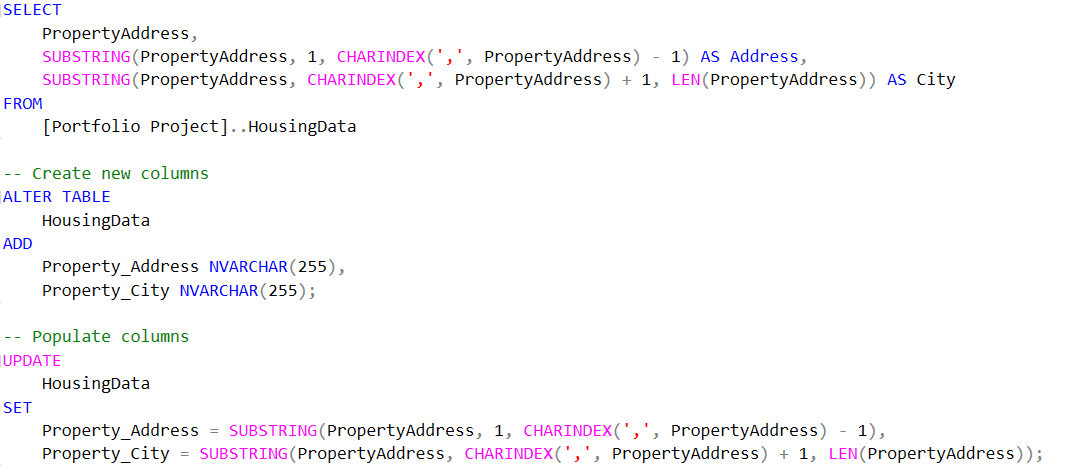 SELECT
PropertyAddress,
SUBSTRING(PropertyAddress, 1, CHARINDEX(',', PropertyAddress) - 1) AS Address,
SUBSTRING(PropertyAddress, CHARINDEX(',', PropertyAddress) + 1, LEN(PropertyAddress)) AS City
FROM
[Portfolio Project]..HousingData
-- Create new columns
ALTER TABLE
HousingData
ADD
Property_Address NVARCHAR(255),
Property_City NVARCHAR(255);
-- Populate columns
UPDATE
HousingData
SET
Property_Address = SUBSTRING(PropertyAddress, 1, CHARINDEX(',', PropertyAddress) - 1),
Property_City = SUBSTRING(PropertyAddress, CHARINDEX(',', PropertyAddress) + 1, LEN(PropertyAddress));